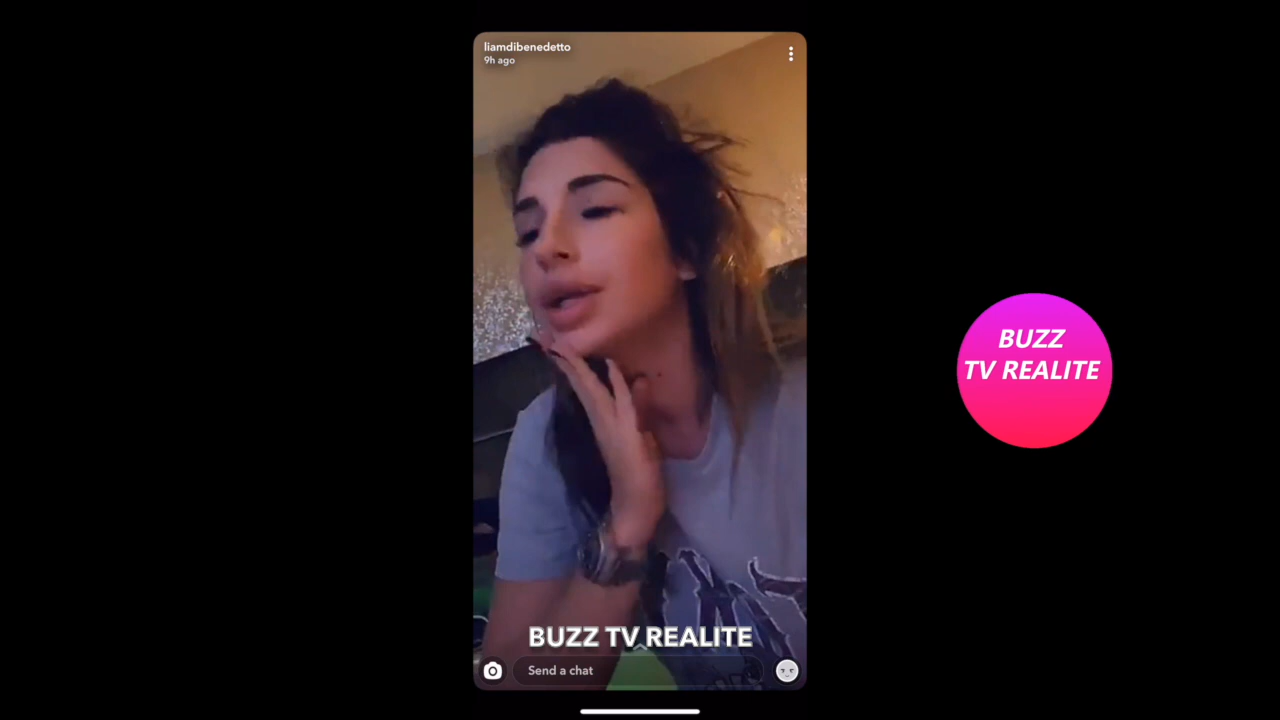 liamdibenedetto
9h ago
BUZZ
TV REALITE
BUZZ TV REALITE
Send a chat